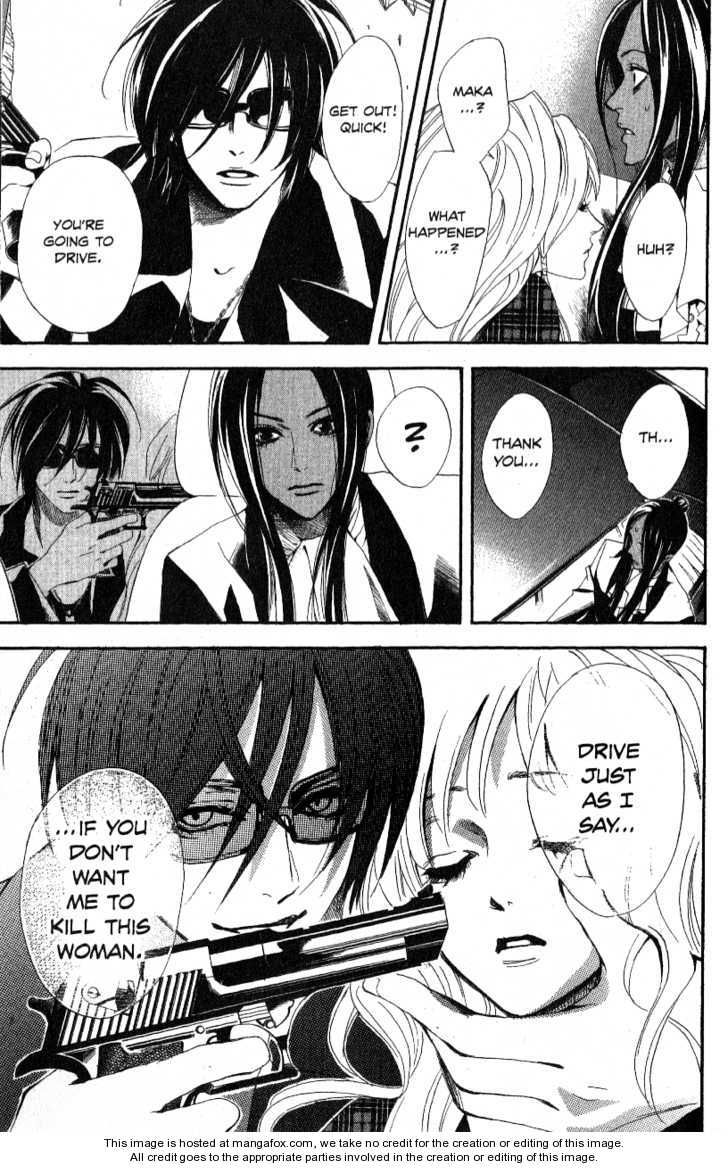 MAKA
...?
WHAT
HAPPENED
...?
HUH?
GET OUT!
QUICK!
YOU'RE
GOING TO
DRIVE.
TH...
THANK
YOU...
?
DRIVE
JUST
AS I
SAY...
...IF YOU
DON'T
WANT
ME TO
KILL THIS
WOMAN.
This image is hosted at mangafox.com, we take no credit for the creation or editing of this image.
All credit goes to the appropriate parties involved in the creation or editing of this image.